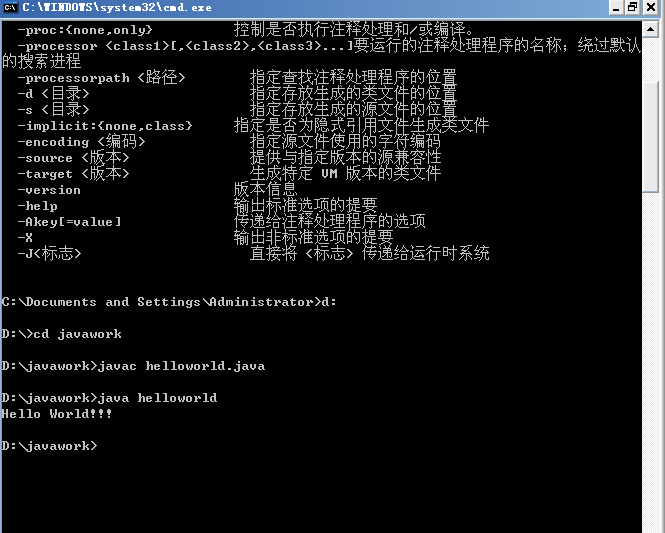 C:\WINDOWS\system32\cmd.exe
-proc:{none,only} 控制是否执行注释处理和/或编译。
-processor <class1>[,<class2>,<class3>...]要运行的注释处理程序的名称；绕过默认
的搜索进程
-processorpath <路径> 指定查找注释处理程序的位置
-d <目录> 指定存放生成的类文件的位置
-s <目录> 指定存放生成的源文件的位置
-implicit:{none,class} 指定是否为隐式引用文件生成类文件
-encoding <编码> 指定源文件使用的字符编码
-source <版本> 提供与指定版本的源兼容性
-target <版本> 生成特定 VM 版本的类文件
-version 版本信息
-help 输出标准选项的提要
-Akey[=value] 传递给注释处理程序的选项
-X 输出非标准选项的提要
-J<标志> 直接将 <标志> 传递给运行时系统
C:\Documents and Settings\Administrator>d:
D:\>cd javawork
D:\javawork>javac helloworld.java
D:\javawork>java helloworld
Hello World!!!
D:\javawork>